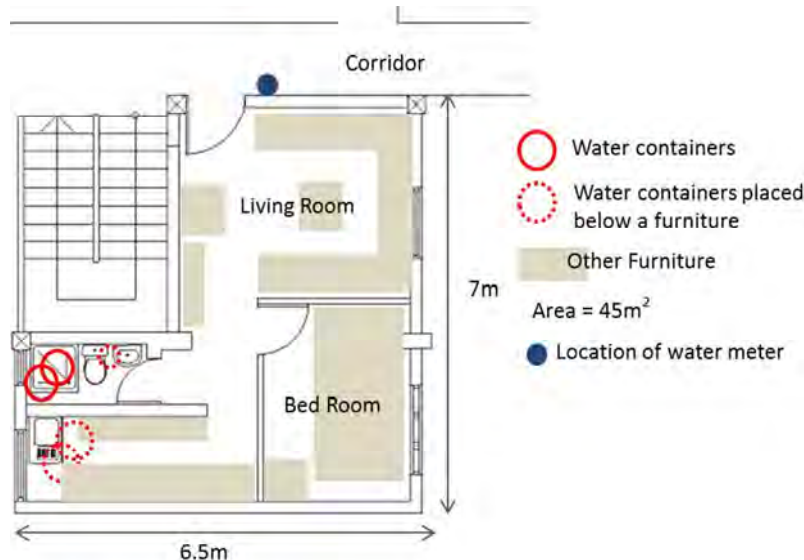 Corridor
Water containers
Water containers placed
below a furniture
Living Room
Other Furniture
7m
Area = 45m²
Location of water meter
Bed Room
6.5m